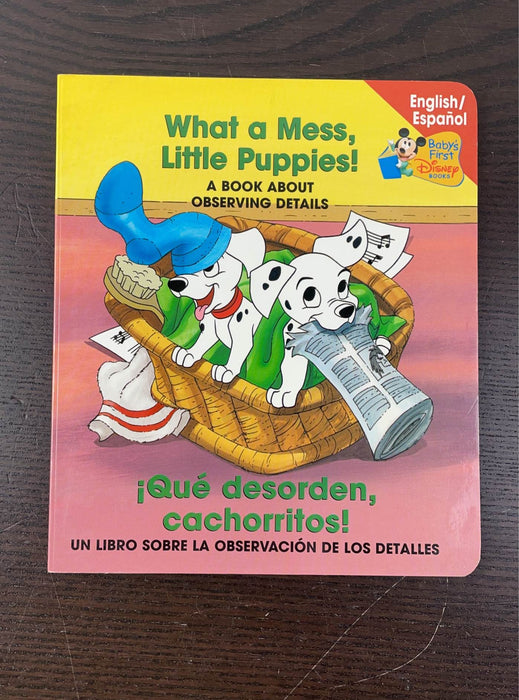 English/
Español
Baby's
First
Disney
BOOKS
What a Mess,
Little Puppies!
A BOOK ABOUT
OBSERVING DETAILS
¡Qué desorden,
cachorritos!
UN LIBRO SOBRE LA OBSERVACIÓN DE LOS DETALLES